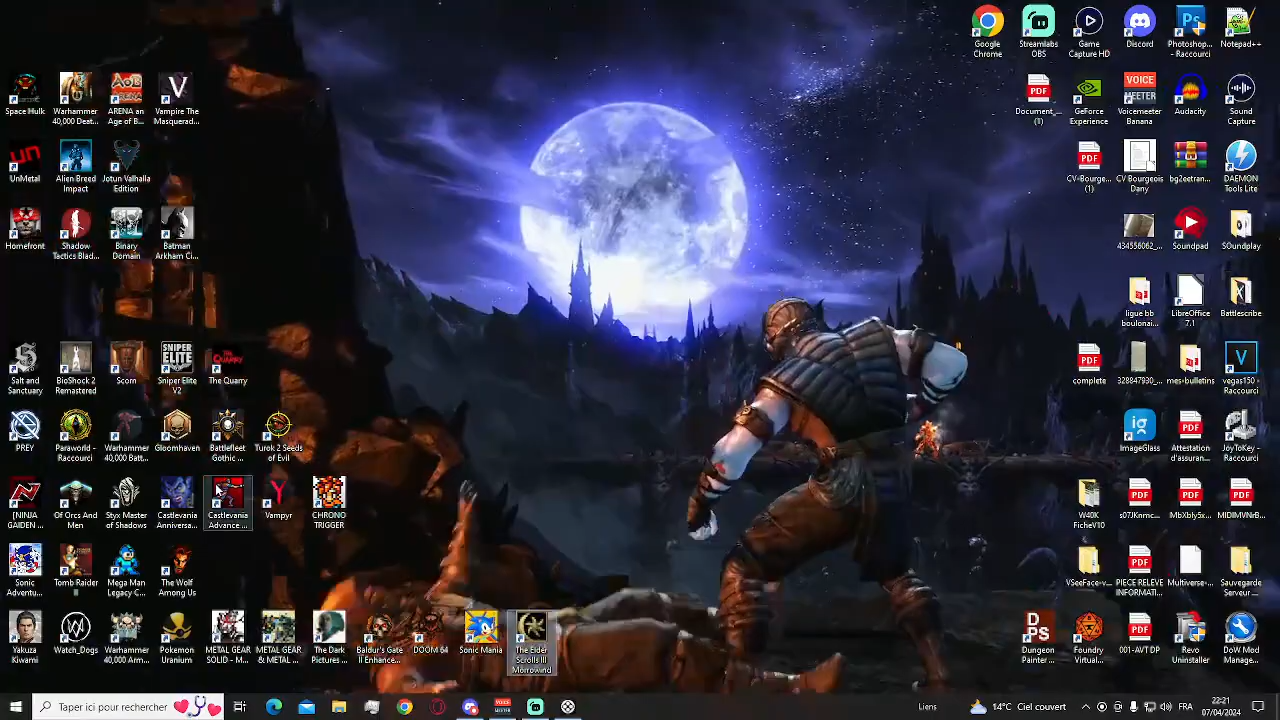 Google
Chrome
Streamlabs
OBS
Game
Capture HD
Discord
Photoshop...
Raccourci
Notepad++
Space Hulk
Warhammer
40,000 Deat...
ARENA an
Age of B...
Vampire The
Masquerad...
Document_...
(1)
GeForce
Experience
VOICE
MEETER
Voicemeeter
Banana
Audacity
Sound
Capture
UnMetal
Alien Breed
Impact
Jotun Valhalla
Edition
CV-Bourge...
(1)
CV Bourgeois
Dany
DAEMON
Tools Lite
Homefront
Shadow
Tactics Blad...
Binary
Domain
Batman
Arkham Ci...
434556062_...
Soundpad
SOundplay
ligue bb
boulonai...
LibreOffice
7.1
Battlescribe
Salt and
Sanctuary
BioShock 2
Remastered
Scorn
SNIPER
ELITE
Sniper Elite
V2
The Quarry
complete
328847930_...
mes-bulletin...
vegas150 -
Raccourci
PREY
Paraworld -
Raccourci
Warhammer
40,000 Batt...
Gloomhaven
Battlefleet
Gothic ...
Turok 2 Seeds
of Evil
ImageGlass
Attestation
d'assuran...
JoyToKey -
Raccourci
NINJA
GAIDEN ...
Of Orcs And
Men
Styx Master
of Shadows
Castlevania
Anniversa...
Castlevania
Advance ...
Vampyr
CHRONO
TRIGGER
W40K
FicheV10
Sonic
Adventu...
Tomb Raider
II
Mega Man
Legacy C...
The Wolf
Among Us
VSeeFace-v...
PIECE RELEVE
INFORMATI...
Multiverse-...
Suvegarde
Yakuza
Kiwami
Watch_Dogs
Warhammer
40,000 Arm...
Pokemon
Uranium
METAL GEAR
SOLID - M...
METAL GEAR
& METAL ...
The Dark
Pictures...
Baldur's Gate
II Enhance...
DOOM 64
Sonic Mania
The Elder
Scrolls III
Morrowind
Dungeon
Painter...
Foundry
Virtual...
001-AVT DP
Revo
Uninstaller
DoW Mod
Manager
Taper ici pour rechercher
Liens
14°C Ciel couvert
FRA
22:21
07/04/2024